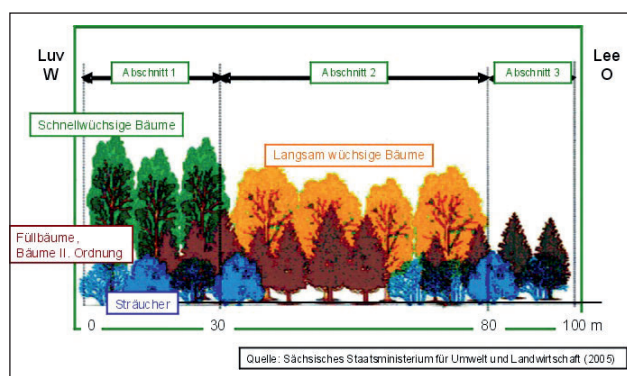 Luv
W
Abschnitt 1
Abschnitt 2
Abschnitt 3
Lee
O
Schnellwüchsige Bäume
Langsam wüchsige Bäume
Füllbäume,
Bäume II. Ordnung
Sträucher
0
30
80
100 m
Quelle: Sächsisches Staatsministerium für Umwelt und Landwirtschaft (2005)